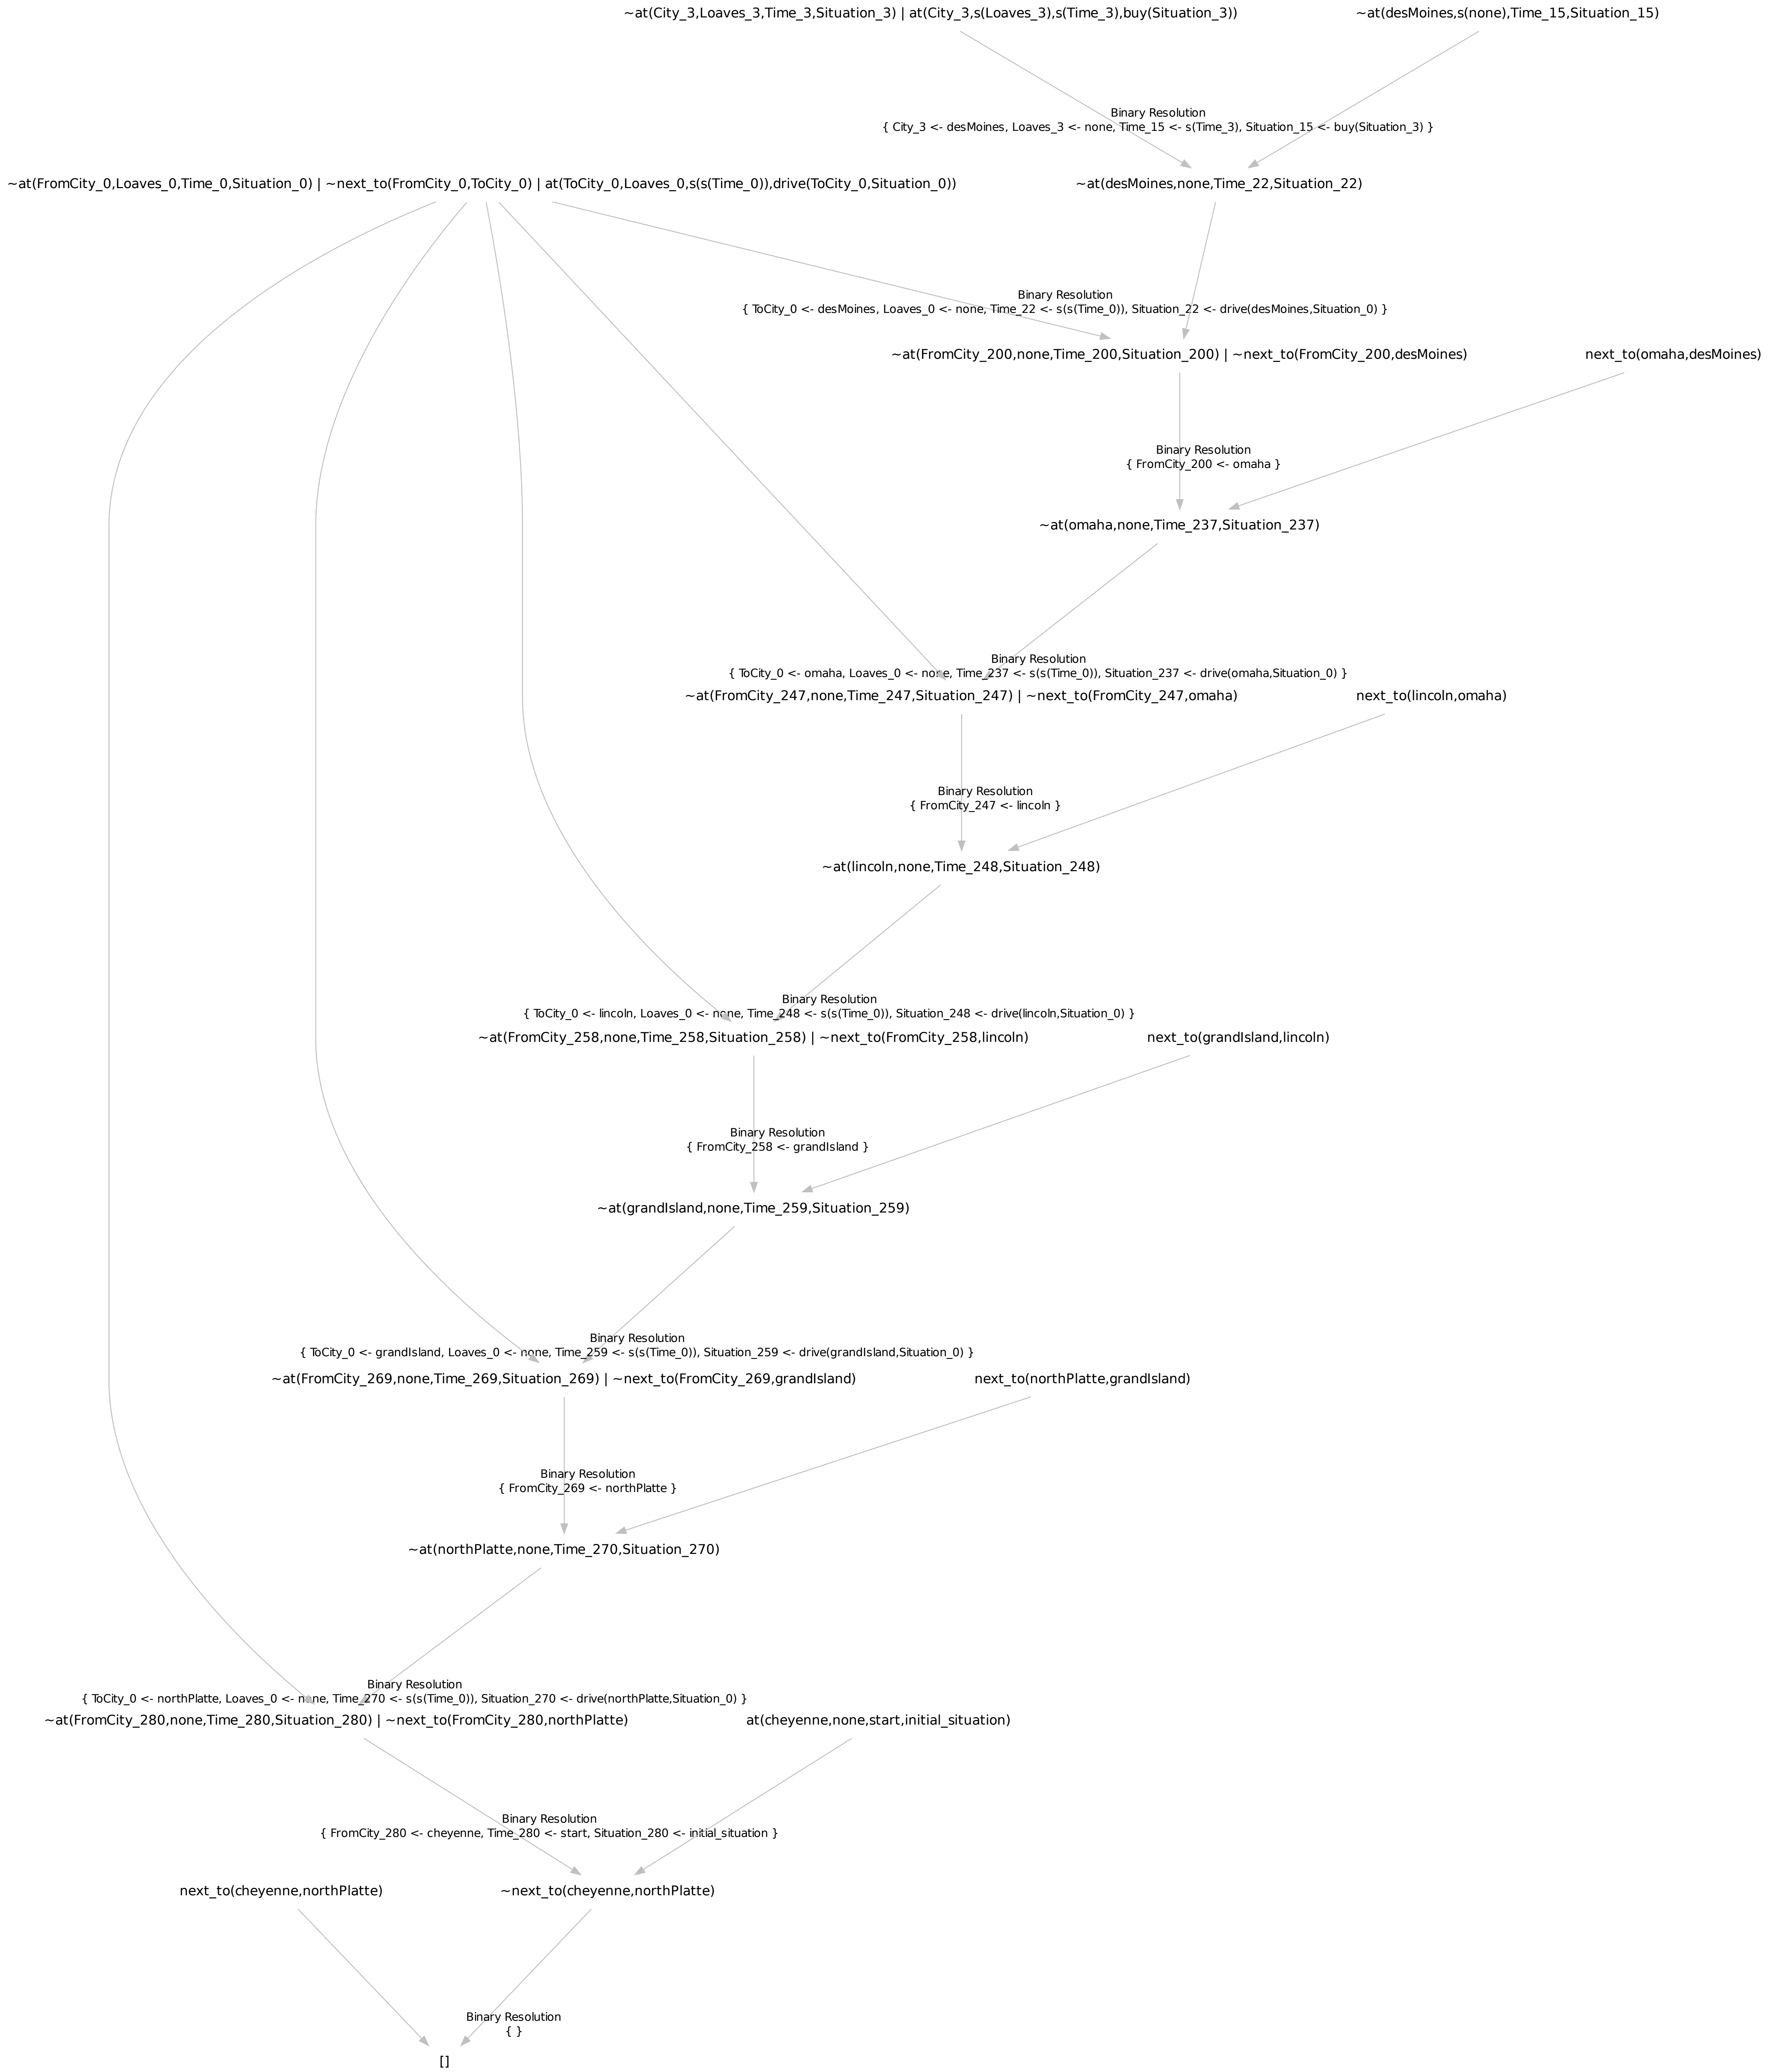 ~at(City_3,Loaves_3,Time_3,Situation_3) | at(City_3,s(Loaves_3),s(Time_3),buy(Situation_3))
~at(desMoines,s(none),Time_15,Situation_15)
Binary Resolution
{ City_3 <- desMoines, Loaves_3 <- none, Time_15 <- s(Time_3), Situation_15 <- buy(Situation_3) }
~at(FromCity_0,Loaves_0,Time_0,Situation_0) | ~next_to(FromCity_0,ToCity_0) | at(ToCity_0,Loaves_0,s(s(Time_0)),drive(ToCity_0,Situation_0))
~at(desMoines,none,Time_22,Situation_22)
Binary Resolution
{ ToCity_0 <- desMoines, Loaves_0 <- none, Time_22 <- s(s(Time_0)), Situation_22 <- drive(desMoines,Situation_0) }
~at(FromCity_200,none,Time_200,Situation_200) | ~next_to(FromCity_200,desMoines)
next_to(omaha,desMoines)
Binary Resolution
{ FromCity_200 <- omaha }
~at(omaha,none,Time_237,Situation_237)
Binary Resolution
{ ToCity_0 <- omaha, Loaves_0 <- none, Time_237 <- s(s(Time_0)), Situation_237 <- drive(omaha,Situation_0) }
~at(FromCity_247,none,Time_247,Situation_247) | ~next_to(FromCity_247,omaha)
next_to(lincoln,omaha)
Binary Resolution
{ FromCity_247 <- lincoln }
~at(lincoln,none,Time_248,Situation_248)
Binary Resolution
{ ToCity_0 <- lincoln, Loaves_0 <- none, Time_248 <- s(s(Time_0)), Situation_248 <- drive(lincoln,Situation_0) }
~at(FromCity_258,none,Time_258,Situation_258) | ~next_to(FromCity_258,lincoln)
next_to(grandIsland,lincoln)
Binary Resolution
{ FromCity_258 <- grandIsland }
~at(grandIsland,none,Time_259,Situation_259)
Binary Resolution
{ ToCity_0 <- grandIsland, Loaves_0 <- none, Time_259 <- s(s(Time_0)), Situation_259 <- drive(grandIsland,Situation_0) }
~at(FromCity_269,none,Time_269,Situation_269) | ~next_to(FromCity_269,grandIsland)
next_to(northPlatte,grandIsland)
Binary Resolution
{ FromCity_269 <- northPlatte }
~at(northPlatte,none,Time_270,Situation_270)
Binary Resolution
{ ToCity_0 <- northPlatte, Loaves_0 <- none, Time_270 <- s(s(Time_0)), Situation_270 <- drive(northPlatte,Situation_0) }
~at(FromCity_280,none,Time_280,Situation_280) | ~next_to(FromCity_280,northPlatte)
at(cheyenne,none,start,initial_situation)
Binary Resolution
{ FromCity_280 <- cheyenne, Time_280 <- start, Situation_280 <- initial_situation }
next_to(cheyenne,northPlatte)
~next_to(cheyenne,northPlatte)
Binary Resolution
{ }
[]